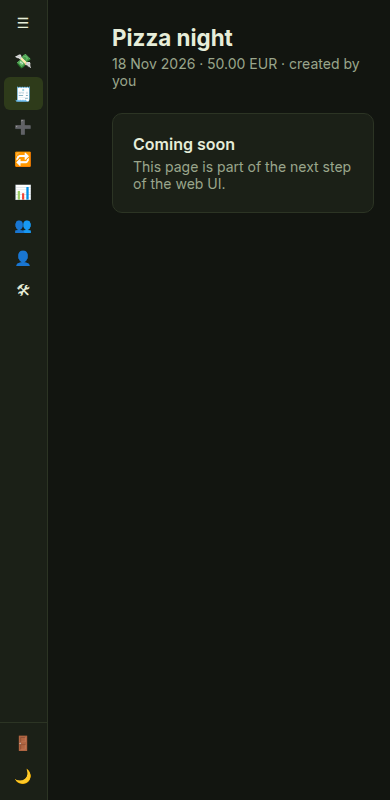 Pizza night
18 Nov 2026 · 50.00 EUR · created by
you
Coming soon
This page is part of the next step
of the web UI.